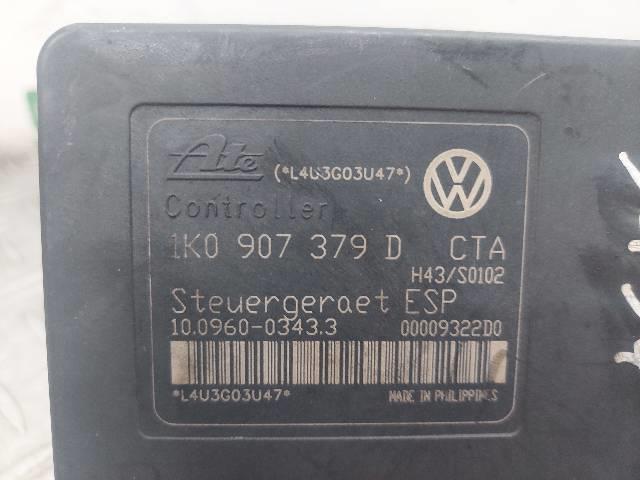 Ate (*L4U3G03U47*)
Controller
1K0 907 379 D CTA
H43/S0102
Steuergeraet ESP
10.0960-0343.3 00009322D0
*L4U3G03U47* MADE IN PHILIPPINES